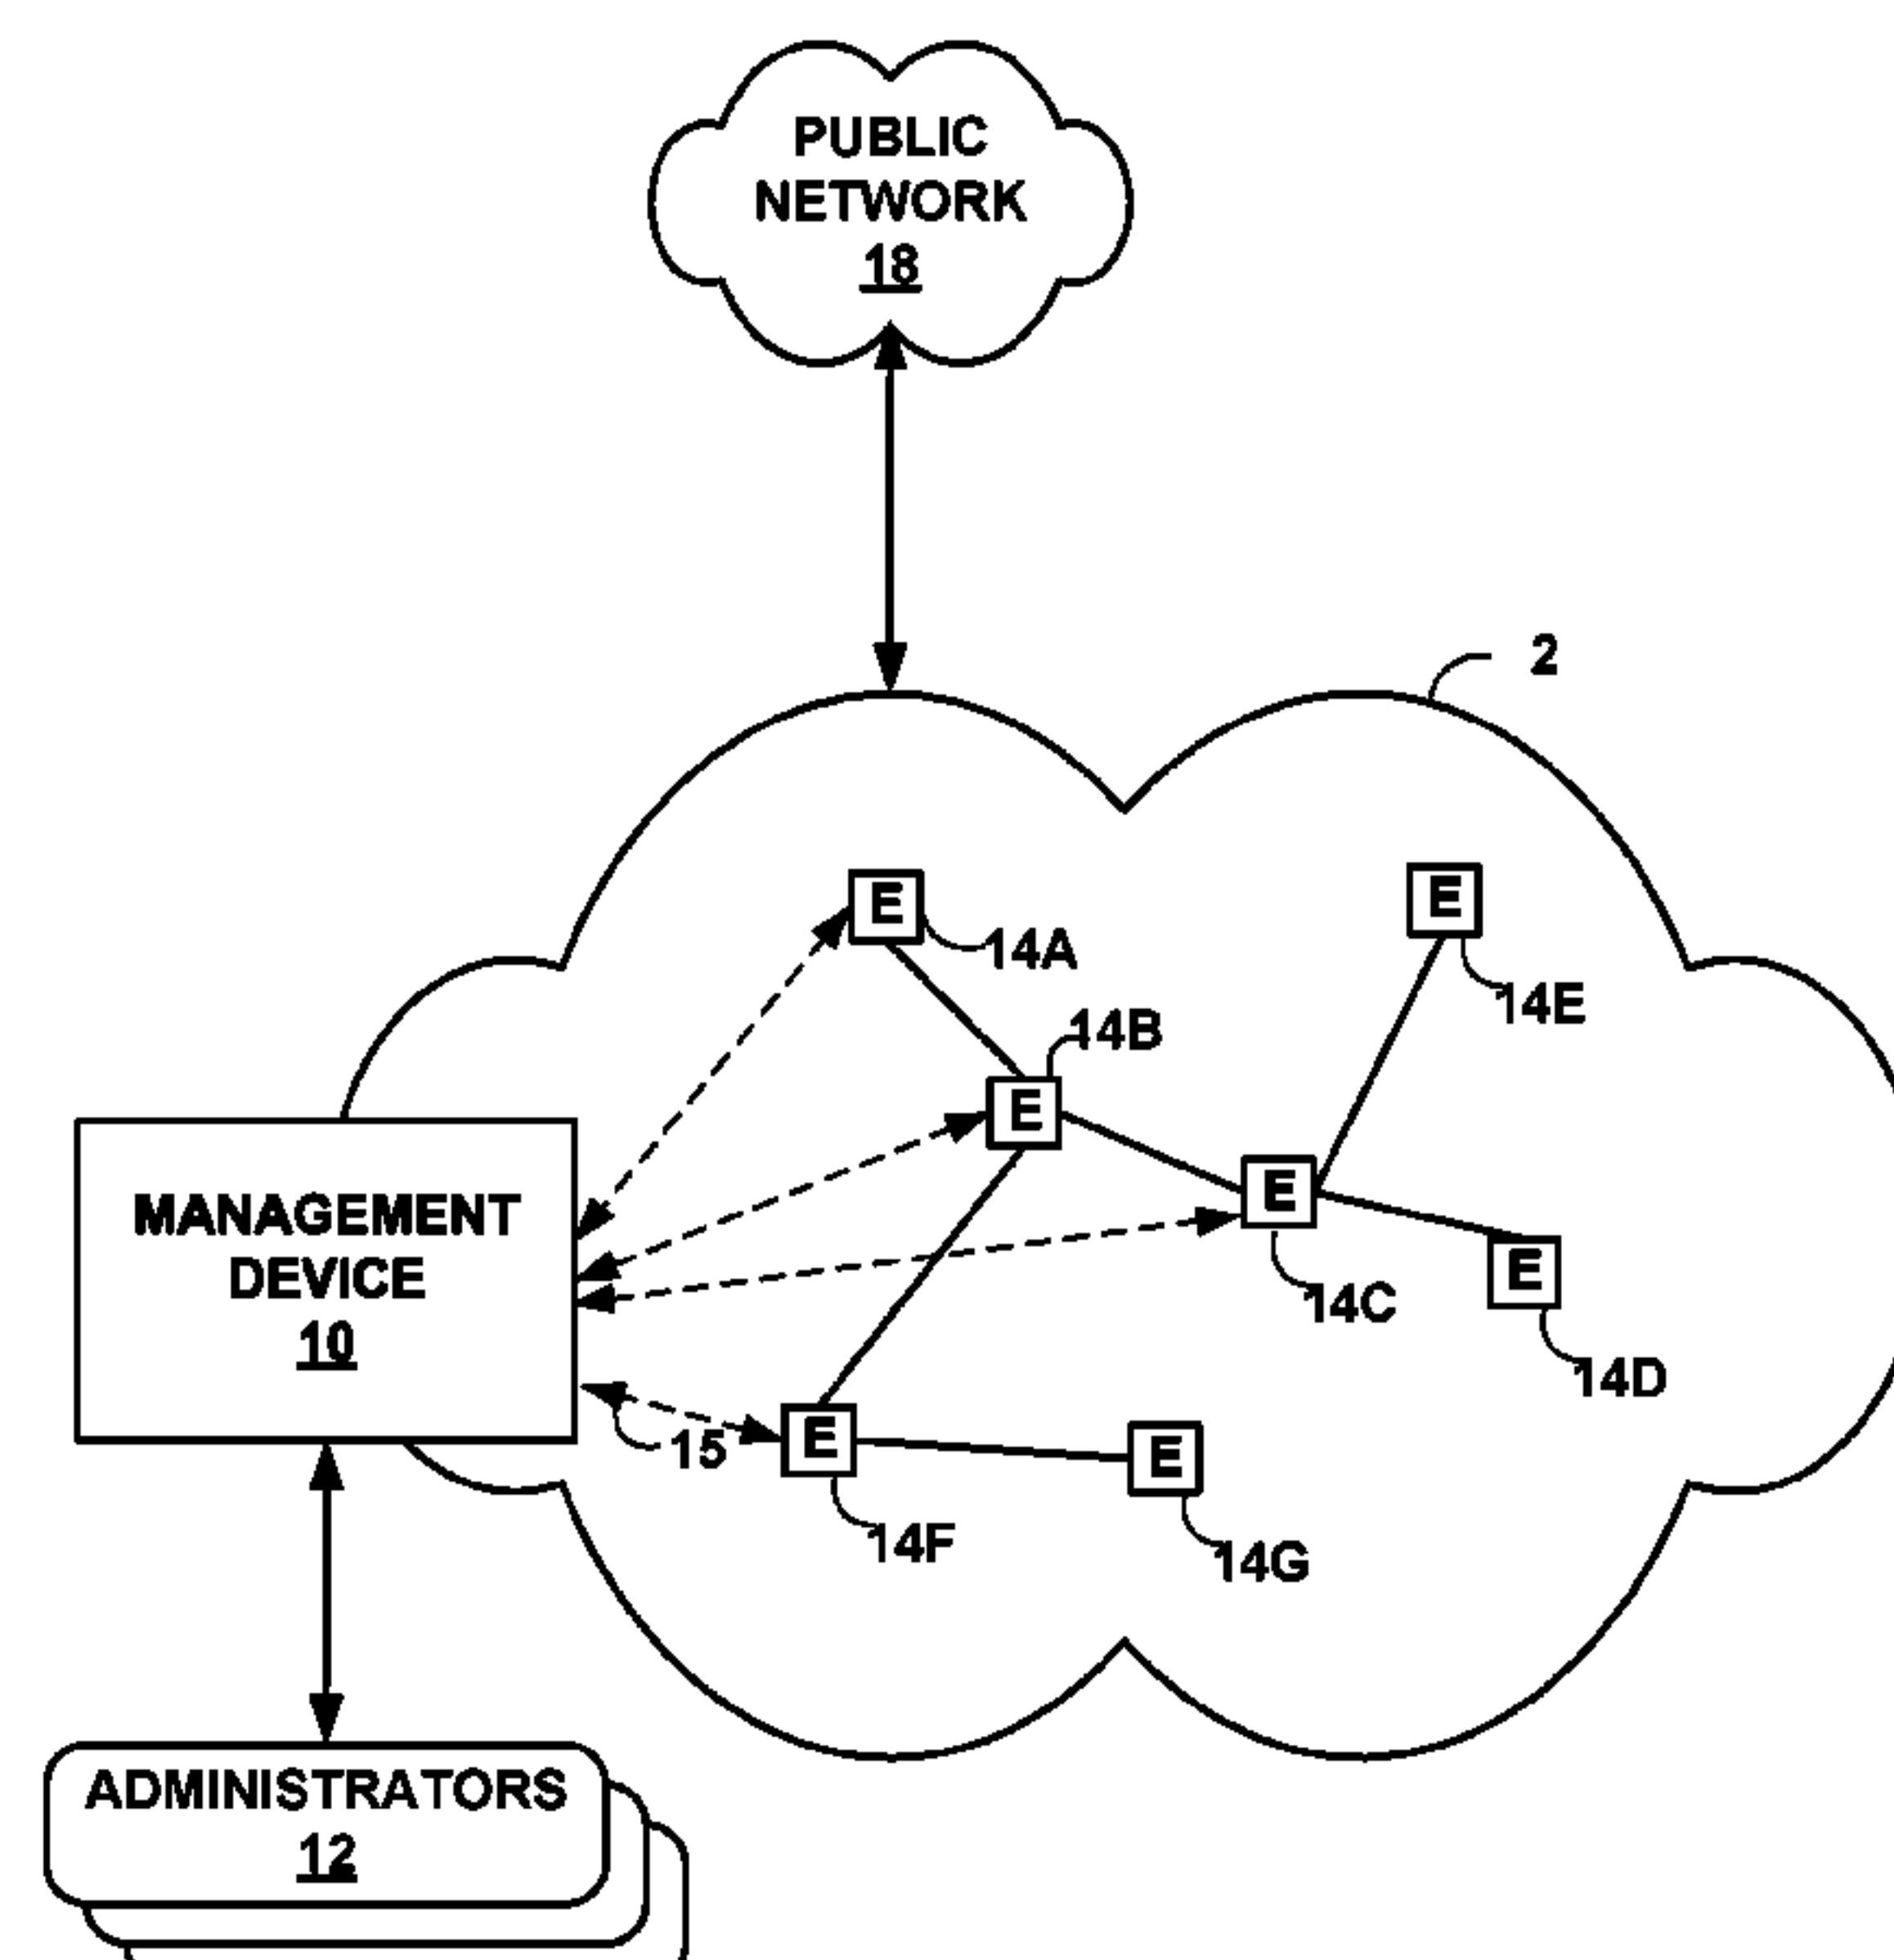 PUBLIC
NETWORK
18
2
E
14A
E
14E
14B
E
E
14C
E
14D
MANAGEMENT
DEVICE
10
15
E
14F
E
14G
ADMINISTRATORS
12